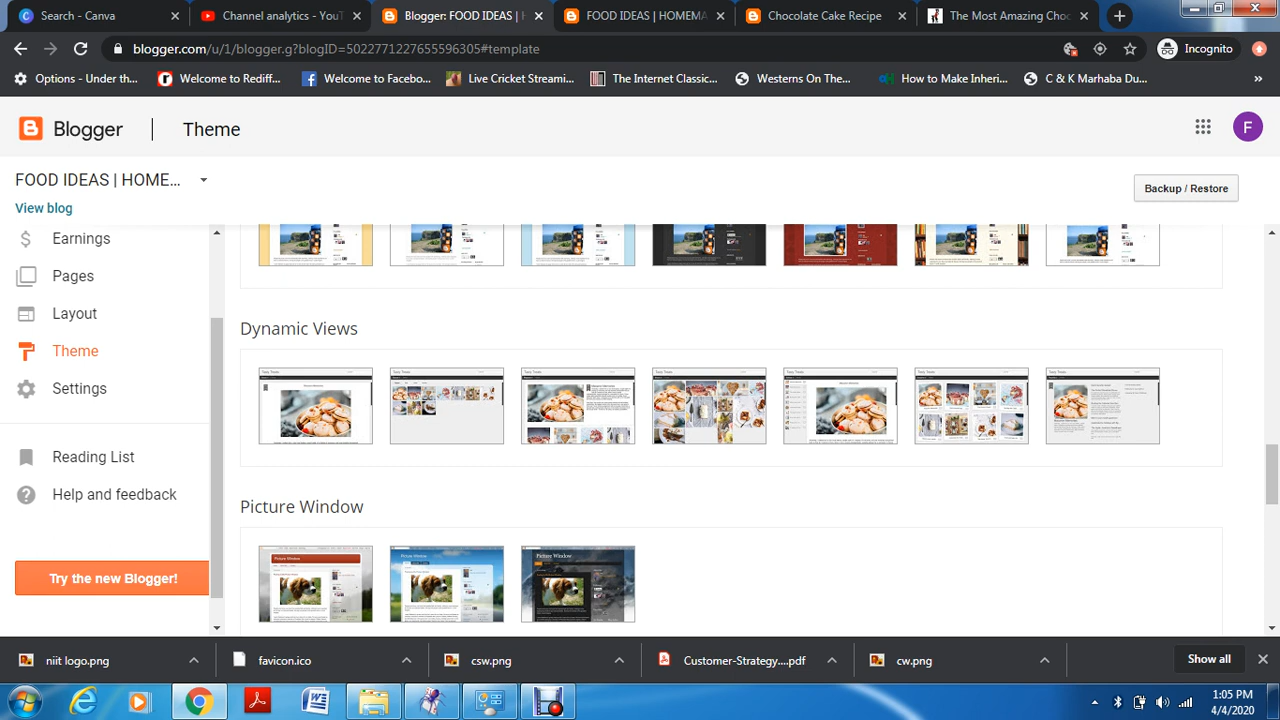 Search - Canva
Channel analytics - YouT
Blogger: FOOD IDEAS | H
FOOD IDEAS | HOMEMA
Chocolate Cake Recipe
The Most Amazing Choc
blogger.com/u/1/blogger.g?blogID=5022771227655596305#template
Incognito
Options - Under th...
Welcome to Rediff...
Welcome to Facebo...
Live Cricket Streami...
The Internet Classic...
Westerns On The...
How to Make Inheri...
C & K Marhaba Du...
Blogger
Theme
F
FOOD IDEAS | HOME...
Backup / Restore
View blog
Earnings
Pages
Layout
Theme
Settings
Reading List
Help and feedback
Try the new Blogger!
Dynamic Views
Picture Window
niit logo.png
favicon.ico
csw.png
Customer-Strategy....pdf
cw.png
Show all
1:05 PM
4/4/2020